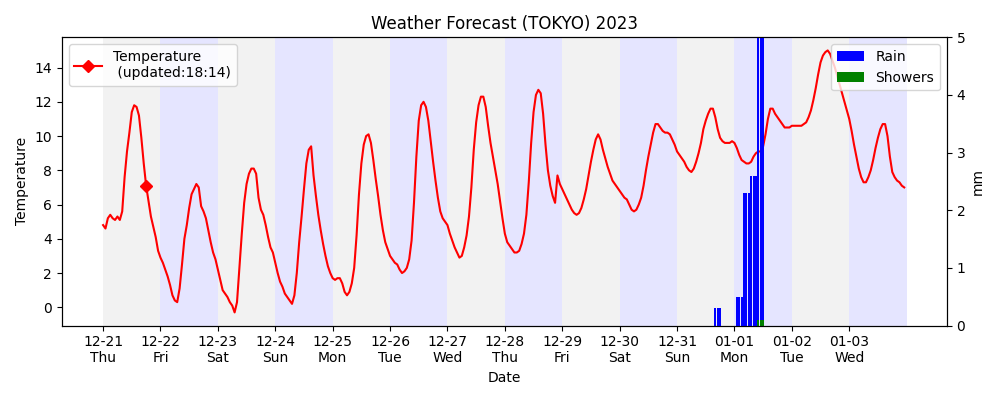 Weather Forecast (TOKYO) 2023
Temperature
(updated:18:14)
Rain
Showers
Temperature
14
12
10
8
6
4
2
0
5
4
3
2
1
0
mm
12-21 12-22 12-23 12-24 12-25 12-26 12-27 12-28 12-29 12-30 12-31 01-01 01-02 01-03
Thu Fri Sat Sun Mon Tue Wed Thu Fri Sat Sun Mon Tue Wed
Date